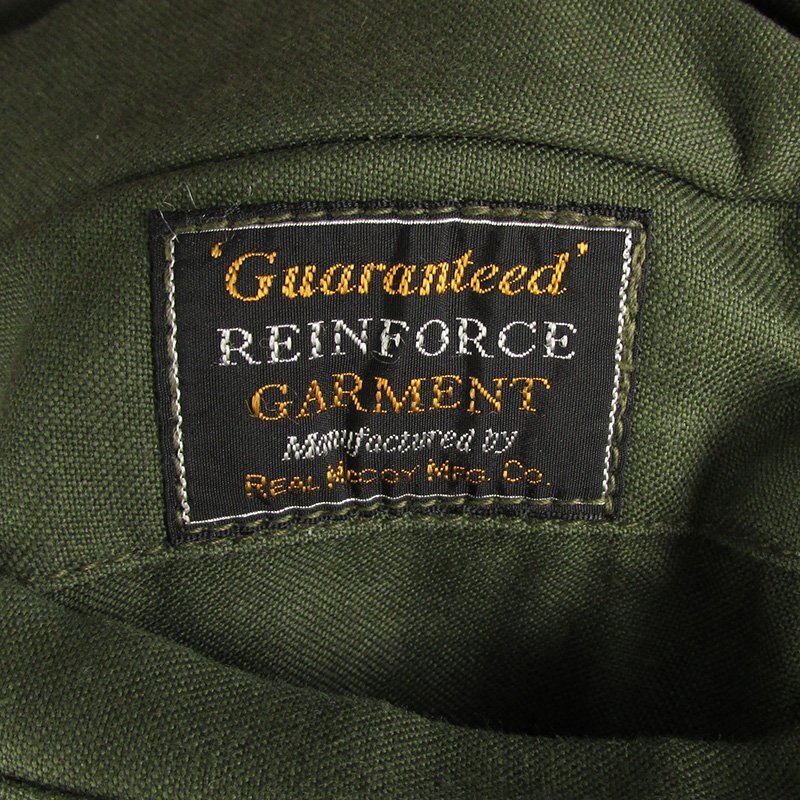 'Guaranteed'
REINFORCE
GARMENT
Manufactured by
REAL McCOY MFG. CO.